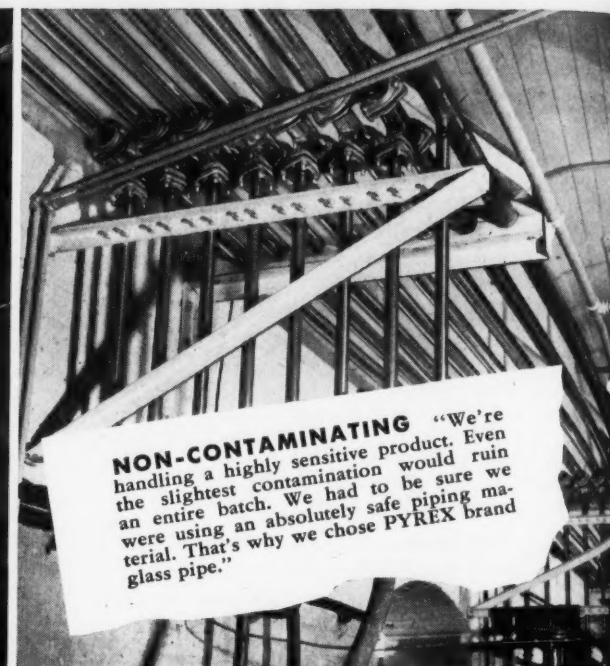 NON-CONTAMINATING “We’re
handling a highly sensitive product. Even
the slightest contamination would ruin
an entire batch. We had to be sure we
were using an absolutely safe piping ma-
terial. That’s why we chose PYREX brand
glass pipe.”